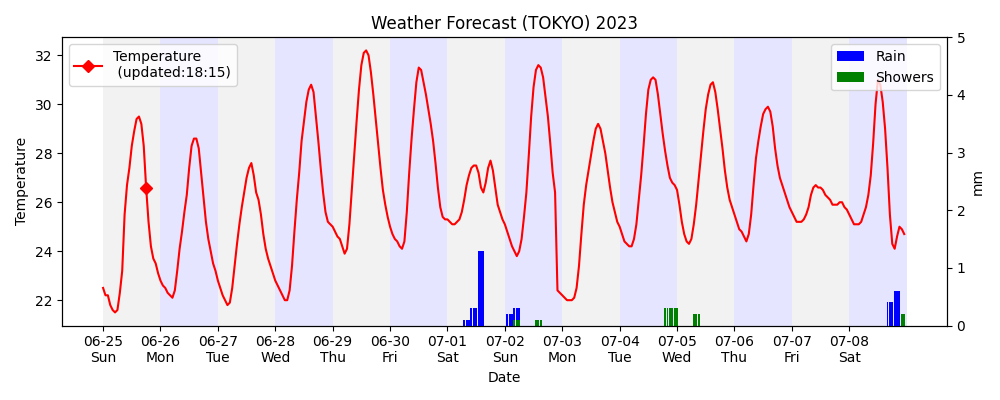 Weather Forecast (TOKYO) 2023
Temperature
(updated:18:15)
Rain
Showers
Temperature
32
30
28
26
24
22
5
4
3
2
1
0
mm
06-25 06-26 06-27 06-28 06-29 06-30 07-01 07-02 07-03 07-04 07-05 07-06 07-07 07-08
Sun Mon Tue Wed Thu Fri Sat Sun Mon Tue Wed Thu Fri Sat
Date